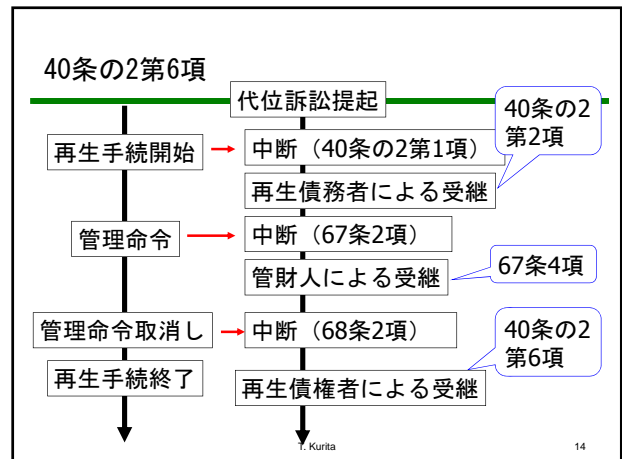 40条の2第6項
代位訴訟提起
40条の2
第2項
再生手続開始
中断（40条の2第1項）
再生債務者による受継
管理命令
中断（67条2項）
管財人による受継
67条4項
管理命令取消し
中断（68条2項）
40条の2
第6項
再生手続終了
再生債権者による受継
T. Kurita
14